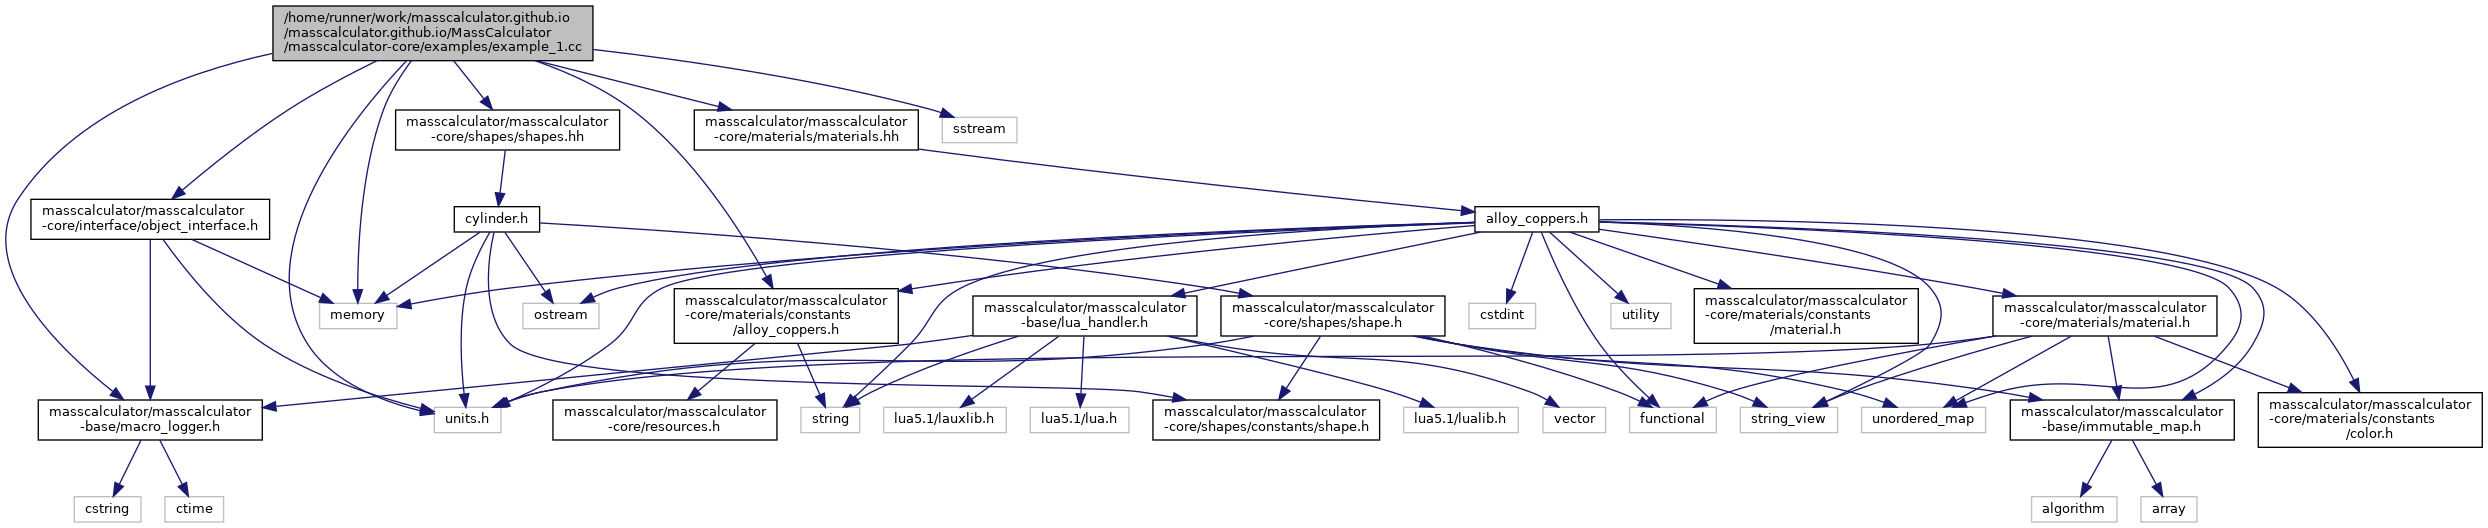 /home/runner/work/masscalculator.github.io
/masscalculator.github.io/MassCalculator
/masscalculator-core/examples/example_1.cc
masscalculator/masscalculator
-core/shapes/shapes.hh
masscalculator/masscalculator
-core/materials/materials.hh
sstream
masscalculator/masscalculator
-core/interface/object_interface.h
cylinder.h
alloy_coppers.h
memory
ostream
masscalculator/masscalculator
-core/materials/constants
/alloy_coppers.h
masscalculator/masscalculator
-base/lua_handler.h
masscalculator/masscalculator
-core/shapes/shape.h
cstdint
utility
masscalculator/masscalculator
-core/materials/constants
/material.h
masscalculator/masscalculator
-core/materials/material.h
masscalculator/masscalculator
-base/macro_logger.h
units.h
masscalculator/masscalculator
-core/resources.h
string
lua5.1/lauxlib.h
lua5.1/lua.h
masscalculator/masscalculator
-core/shapes/constants/shape.h
lua5.1/lualib.h
vector
functional
string_view
unordered_map
masscalculator/masscalculator
-base/immutable_map.h
masscalculator/masscalculator
-core/materials/constants
/color.h
cstring
ctime
algorithm
array